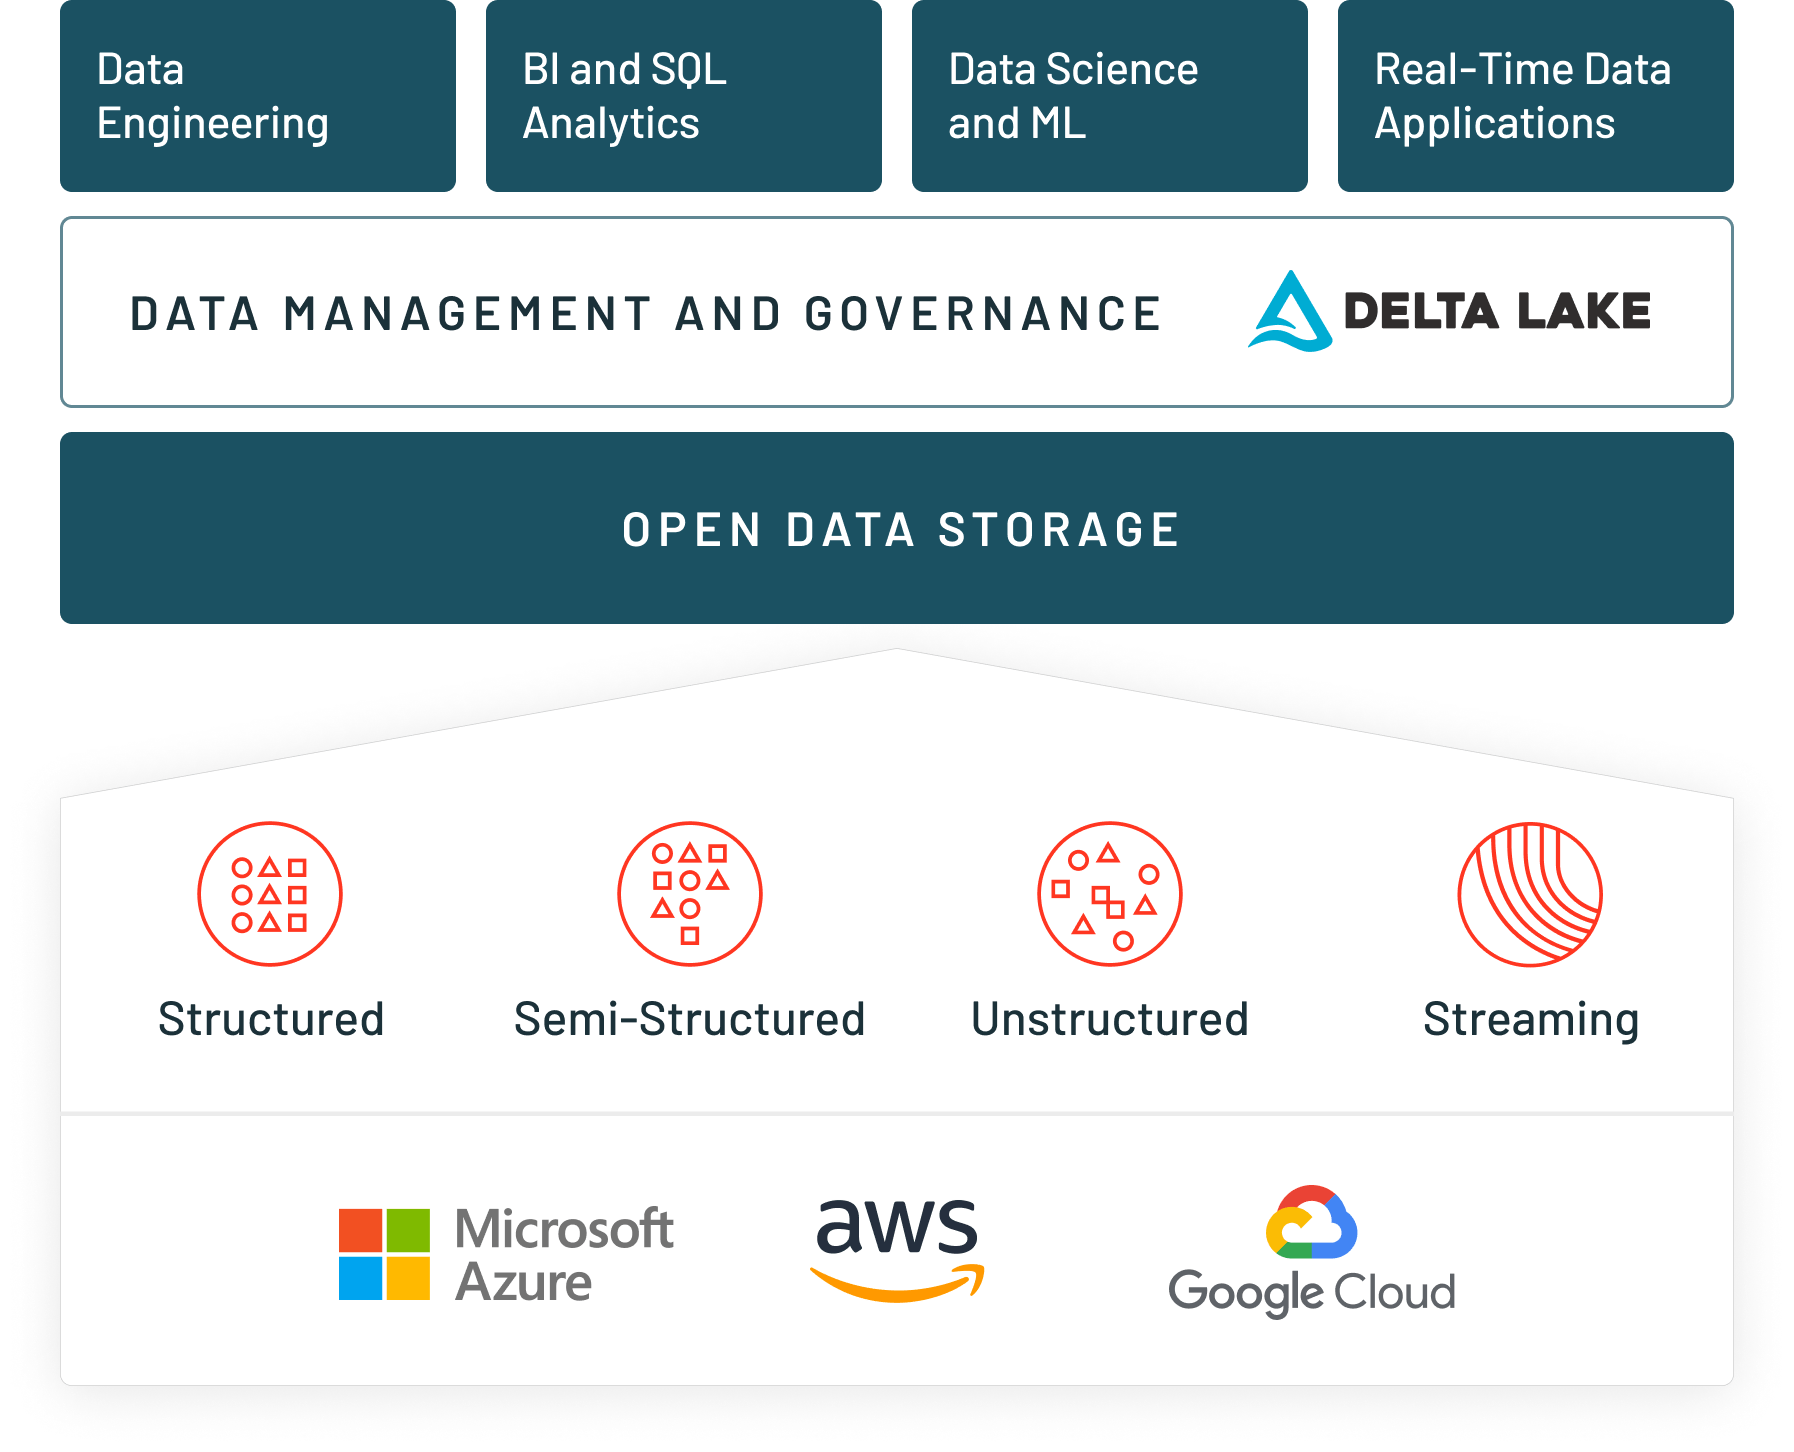 Data
Engineering
BI and SQL
Analytics
Data Science
and ML
Real-Time Data
Applications
DATA MANAGEMENT AND GOVERNANCE
DELTA LAKE
OPEN DATA STORAGE
Structured
Semi-Structured
Unstructured
Streaming
Microsoft
Azure
aws
Google Cloud